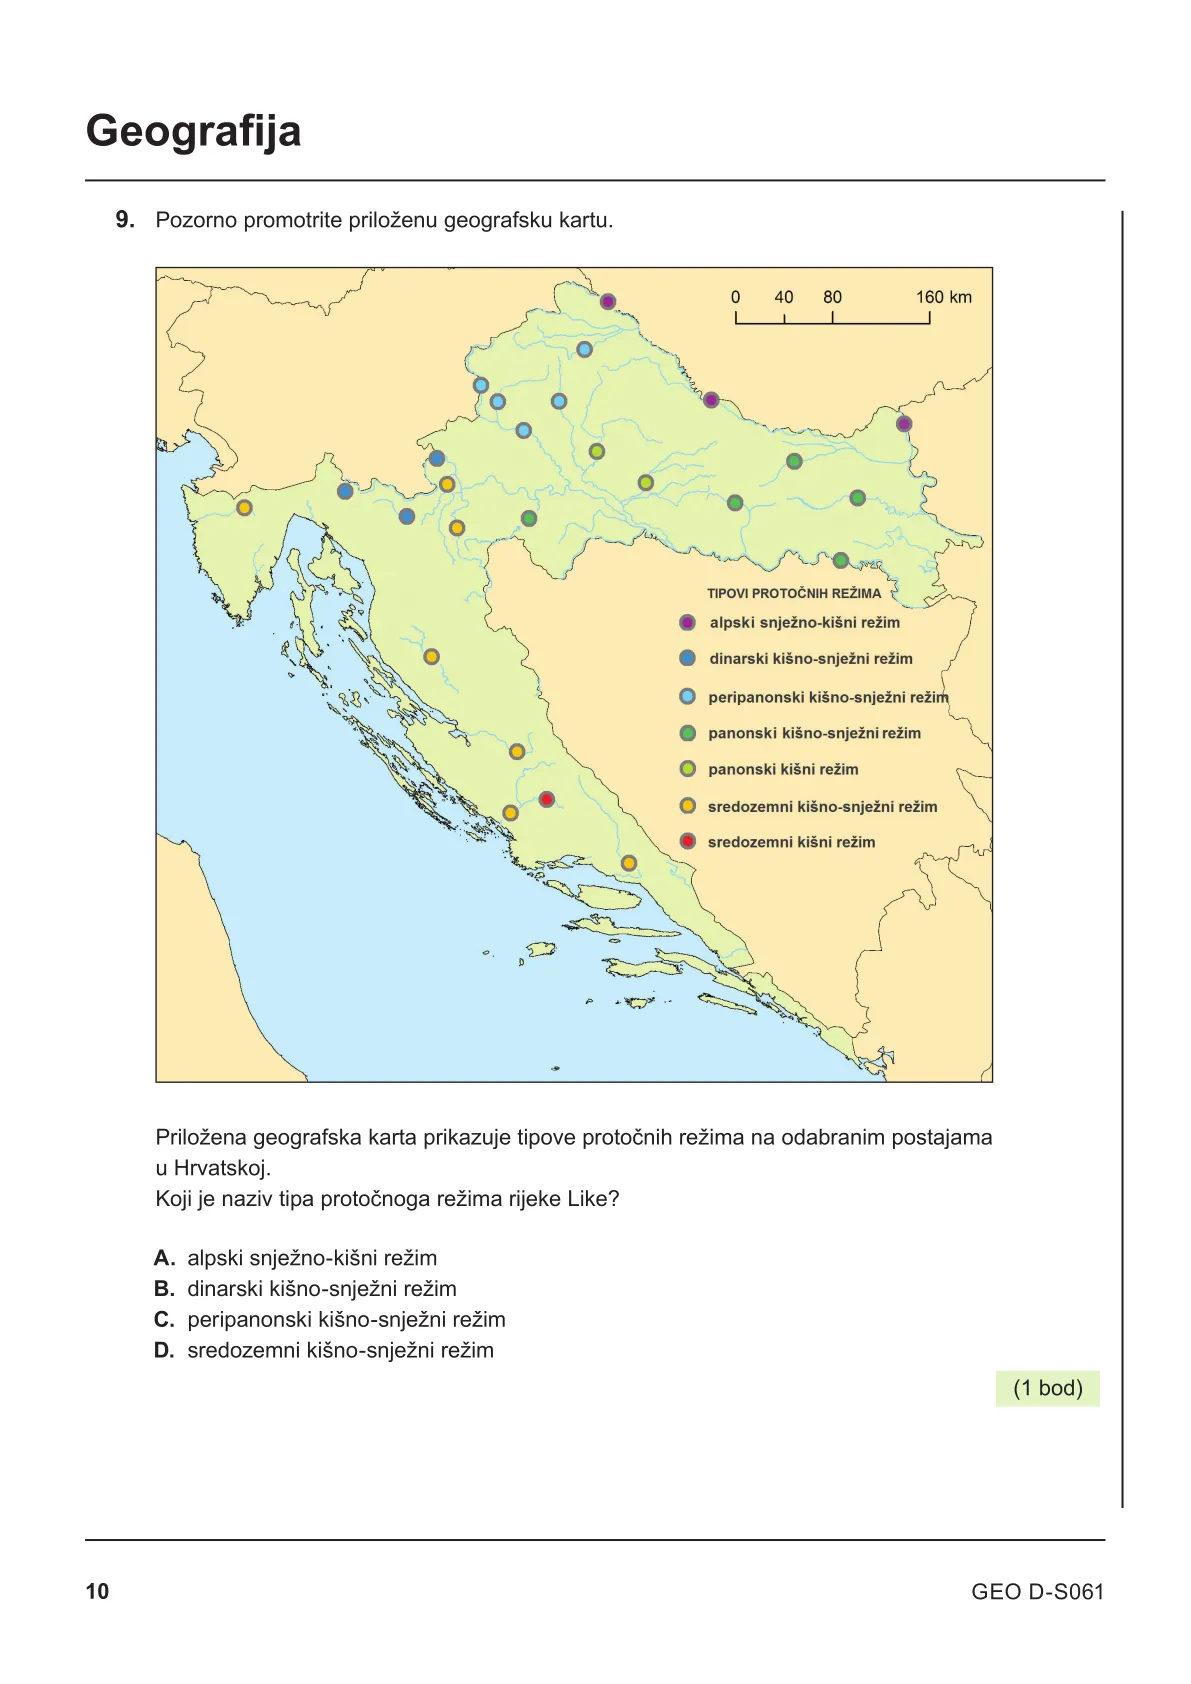 Geografija
9. Pozorno promotrite priloženu geografsku kartu.
0 40 80 160 km
TIPOVI PROTOČNIH REŽIMA
alpski snježno-kišni režim
dinarski kišno-snježni režim
peripanonski kišno-snježni režim
panonski kišno-snježni režim
panonski kišni režim
sredozemni kišno-snježni režim
sredozemni kišni režim
Priložena geografska karta prikazuje tipove protočnih režima na odabranim postajama
u Hrvatskoj.
Koji je naziv tipa protočnoga režima rijeke Like?
A. alpski snježno-kišni režim
B. dinarski kišno-snježni režim
C. peripanonski kišno-snježni režim
D. sredozemni kišno-snježni režim
(1 bod)
10
GEO D-S061